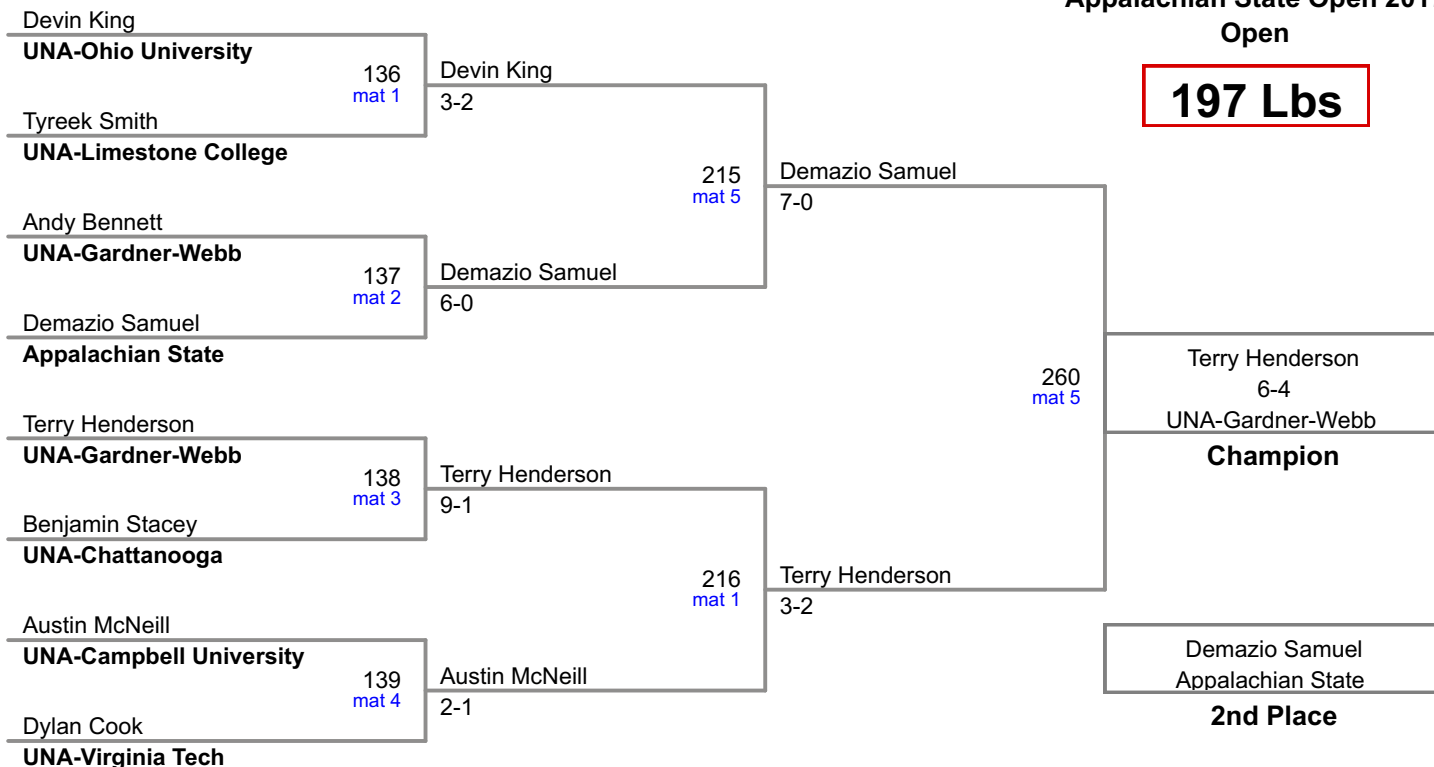 Appalachian State Open 201
Open
197 Lbs
Devin King
UNA-Ohio University
136
mat 1
Tyreek Smith
UNA-Limestone College
Devin King
3-2
Andy Bennett
UNA-Gardner-Webb
137
mat 2
Demazio Samuel
Appalachian State
Demazio Samuel
6-0
215
mat 5
Demazio Samuel
7-0
Terry Henderson
UNA-Gardner-Webb
138
mat 3
Benjamin Stacey
UNA-Chattanooga
Terry Henderson
9-1
Austin McNeill
UNA-Campbell University
139
mat 4
Dylan Cook
UNA-Virginia Tech
Austin McNeill
2-1
216
mat 1
Terry Henderson
3-2
260
mat 5
Terry Henderson
6-4
UNA-Gardner-Webb
Champion
Demazio Samuel
Appalachian State
2nd Place